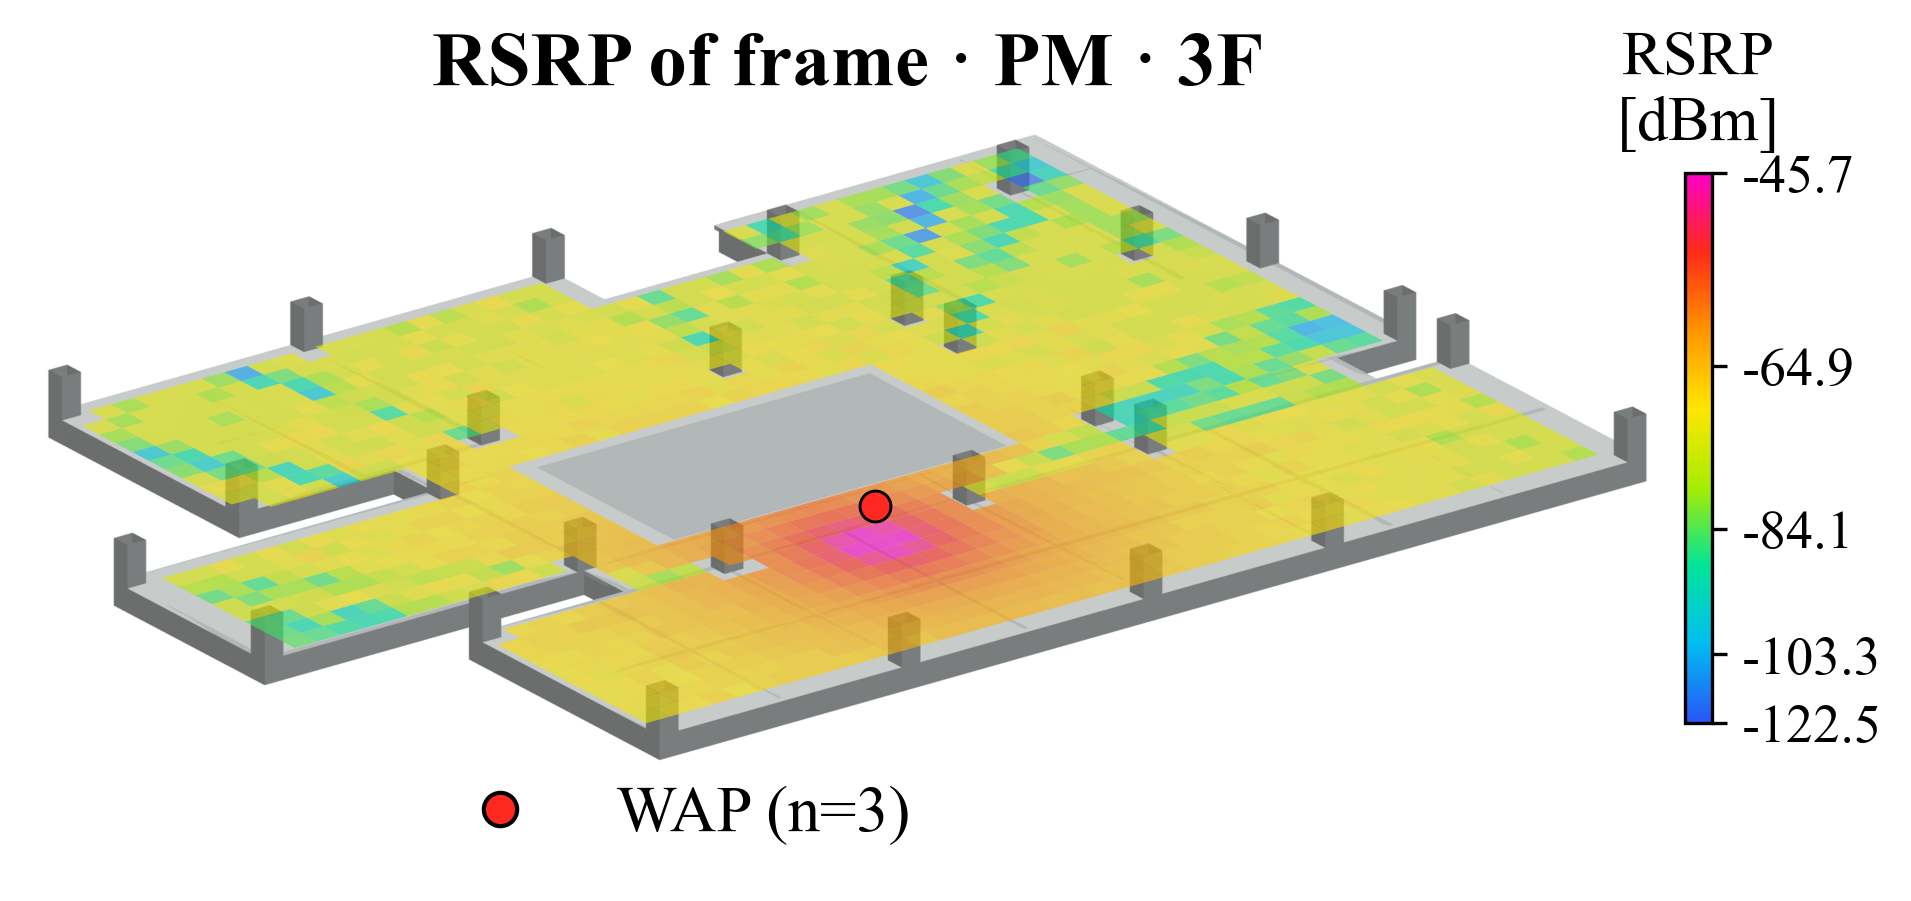 RSRP of frame · PM · 3F
RSRP
[dBm]
-45.7
-64.9
-84.1
-103.3
-122.5
WAP (n=3)